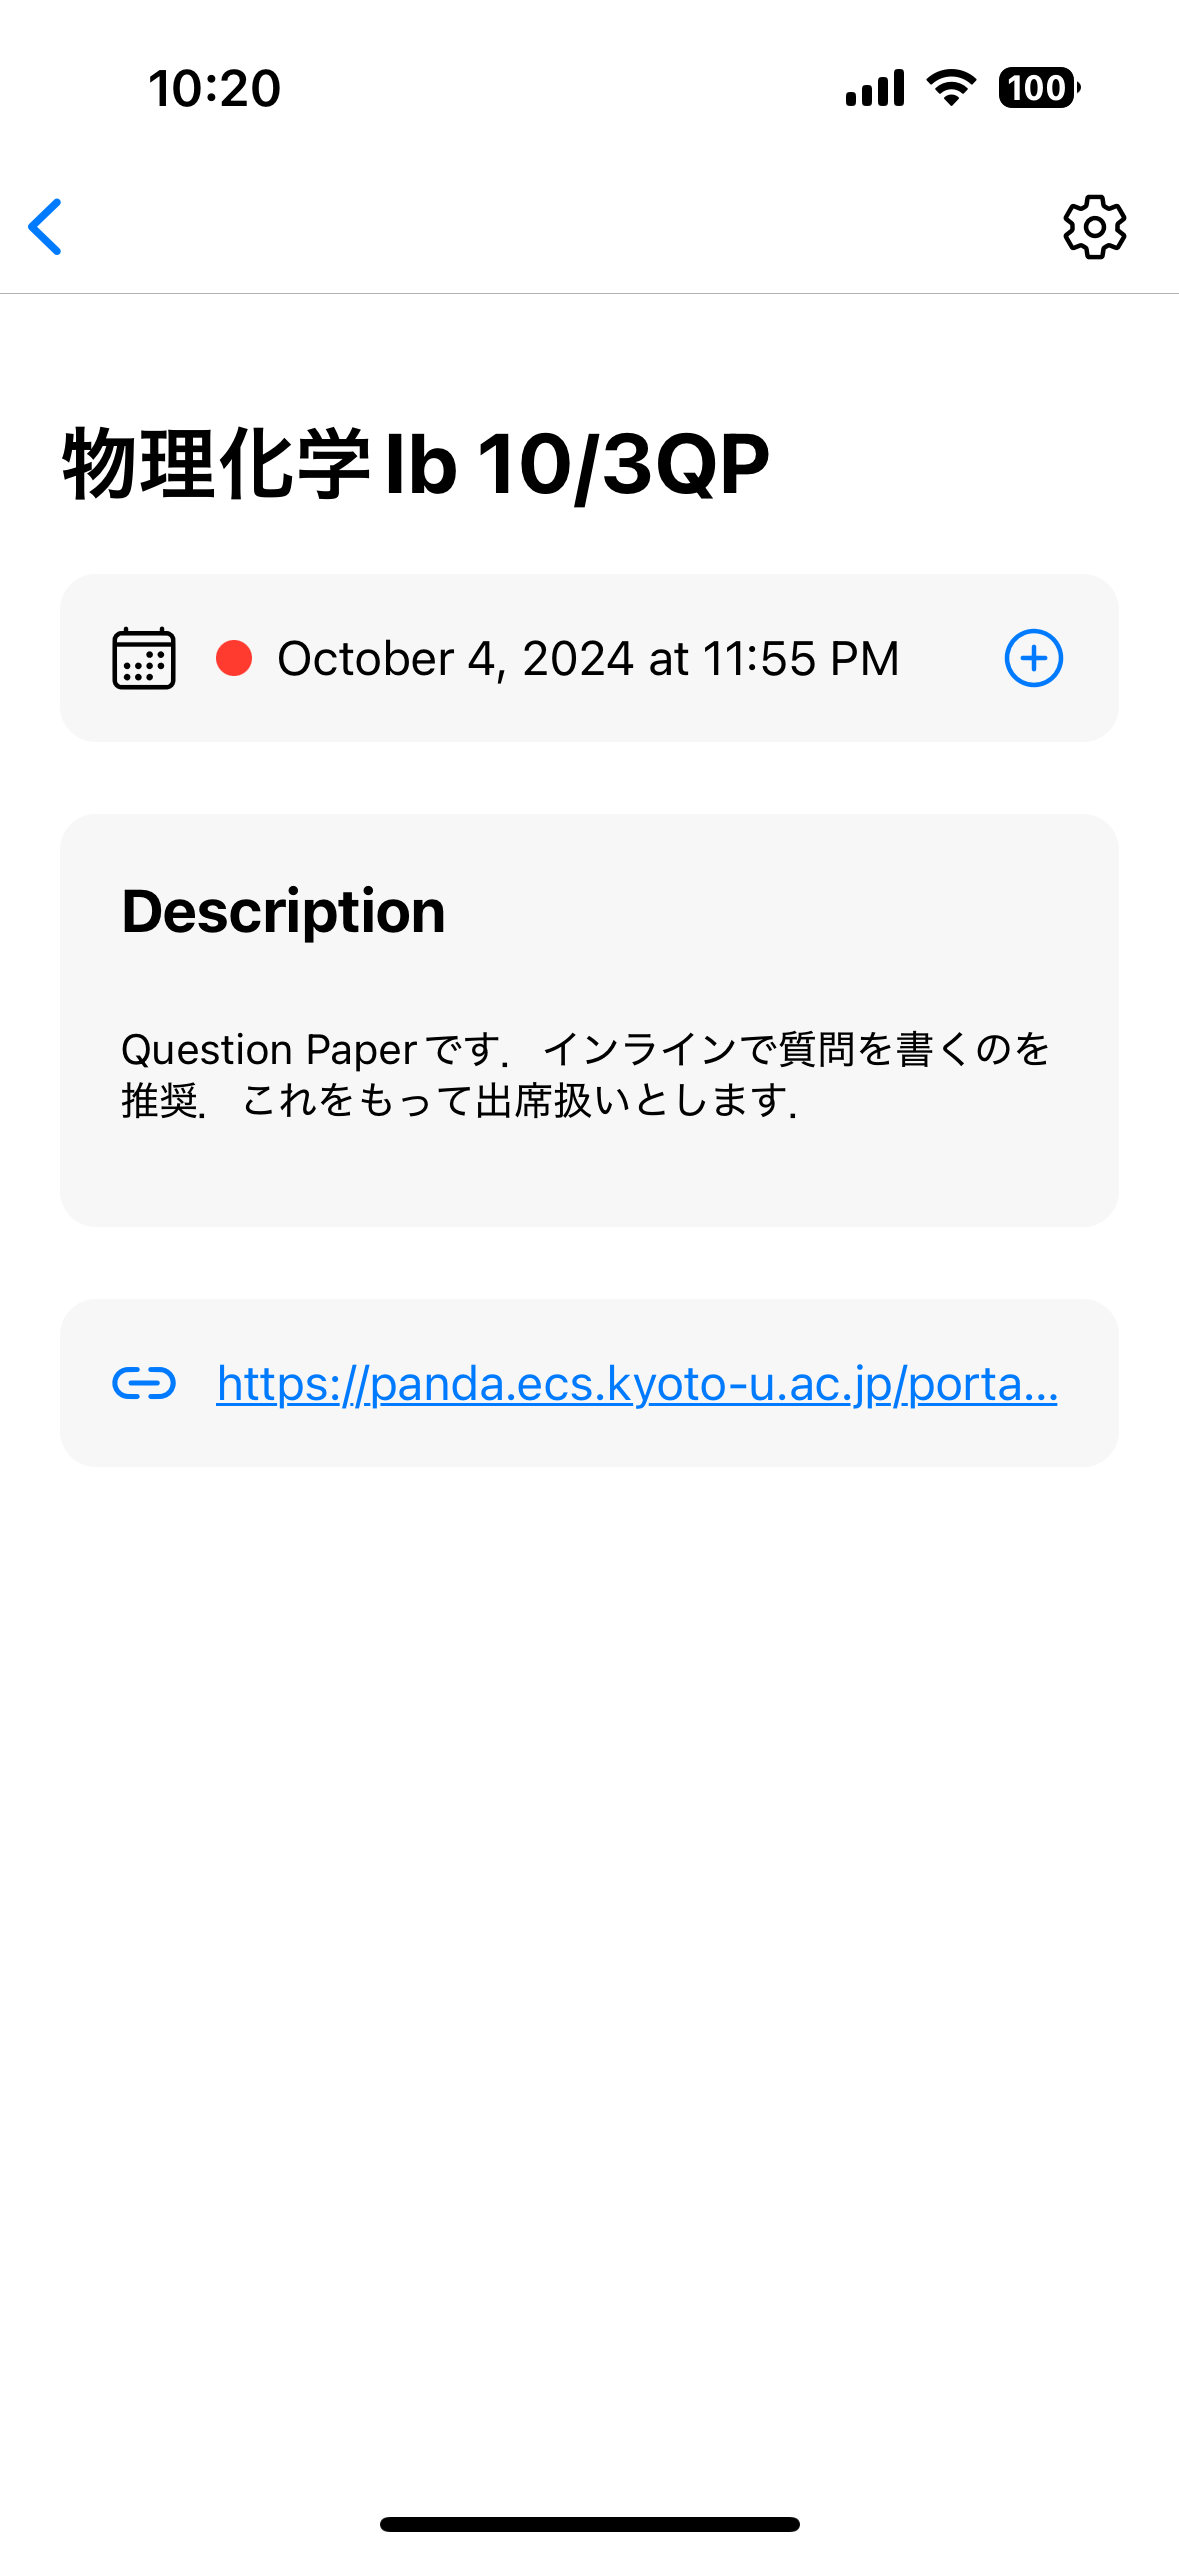 10:20
100
物理化学Ib 10/3QP
October 4, 2024 at 11:55 PM
Description
Question Paperです．インラインで質問を書くのを
推奨．これをもって出席扱いとします．
https://panda.ecs.kyoto-u.ac.jp/porta...